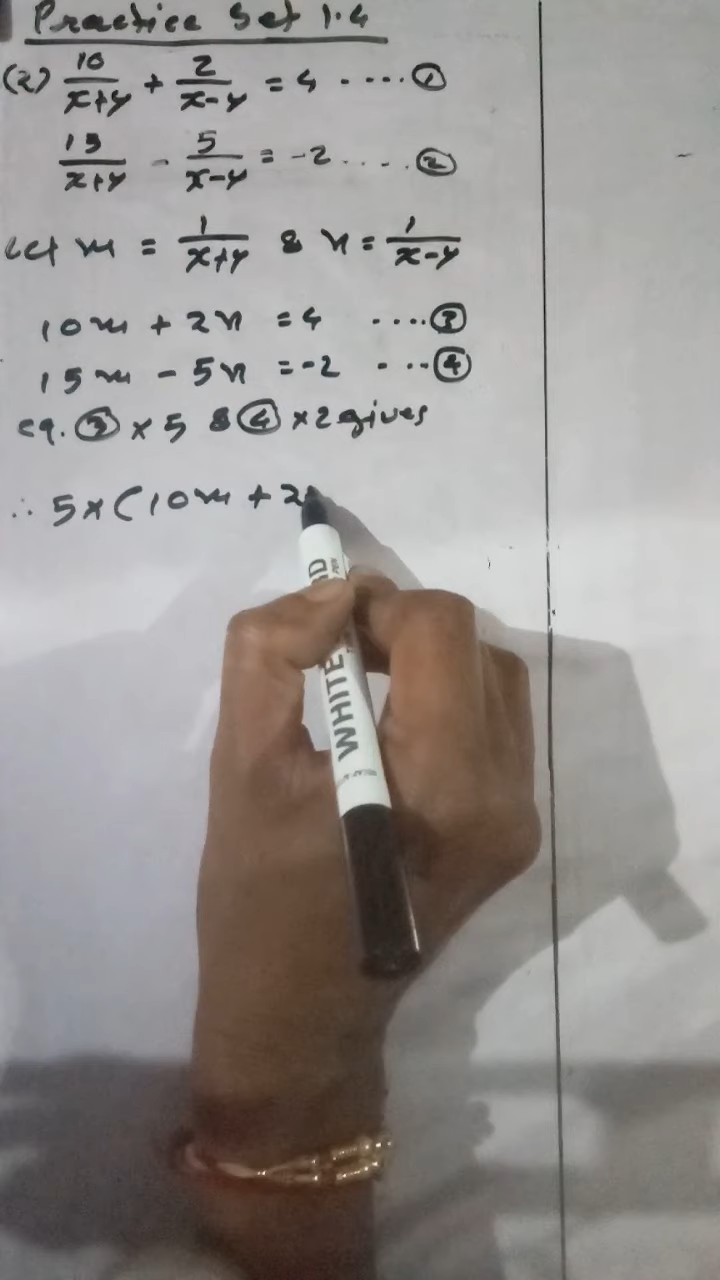 Practice Set 1.4
(2) 10/x+y + 2/x-y = 4 ..... ①
15/x+y - 5/x-y = -2 ..... ②
Let m = 1/x+y & n = 1/x-y
10m + 2n = 4 ....③
15m - 5n = -2 ....④
eq. ③ x 5 & ④ x 2 gives
∴ 5x(10m + 2
WHITE